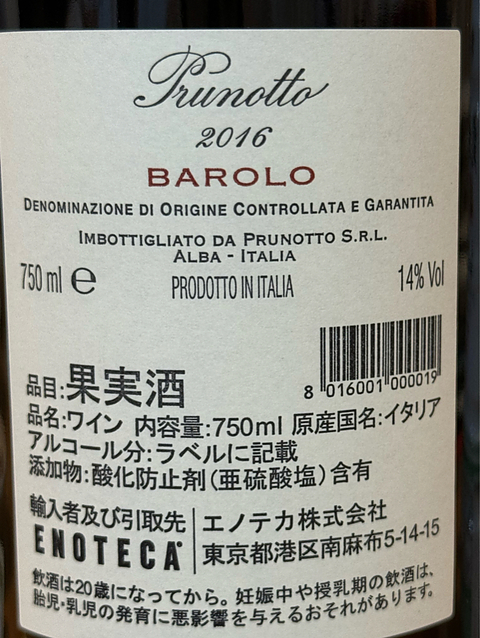 Prunotto
2016
BAROLO
DENOMINAZIONE DI ORIGINE CONTROLLATA E GARANTITA
IMBOTTIGLIATO DA PRUNOTTO S.R.L.
ALBA - ITALIA
750 ml e PRODOTTO IN ITALIA 14% Vol
8 016001 000019
品目:果実酒
品名:ワイン 内容量:750ml 原産国名:イタリア
アルコール分:ラベルに記載
添加物:酸化防止剤(亜硫酸塩)含有
輸入者及び引取先
ENOTECA
エノテカ株式会社
東京都港区南麻布5-14-15
飲酒は20歳になってから。妊娠中や授乳期の飲酒は、
胎児・乳児の発育に悪影響を与えるおそれがあります。